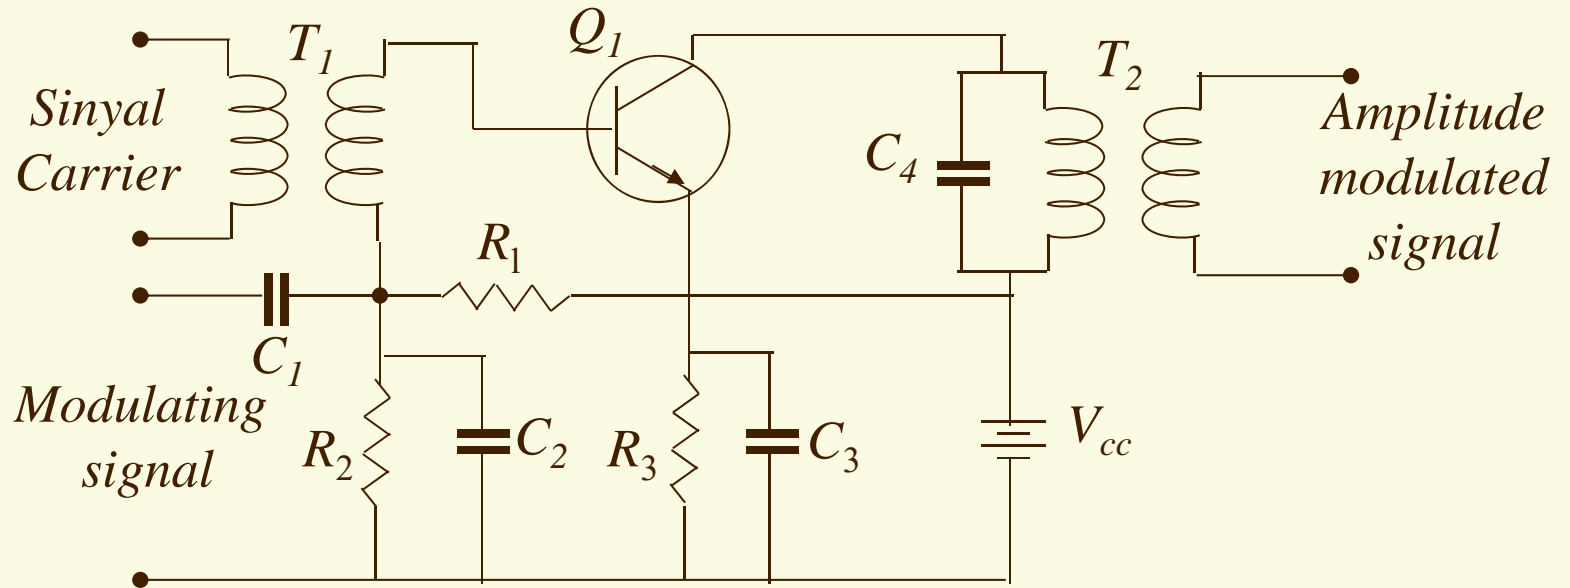 T1
Q1
T2
Sinyal
Carrier
C4
Amplitude
modulated
signal
R1
C1
Modulating
signal
R2
C2
R3
C3
Vcc